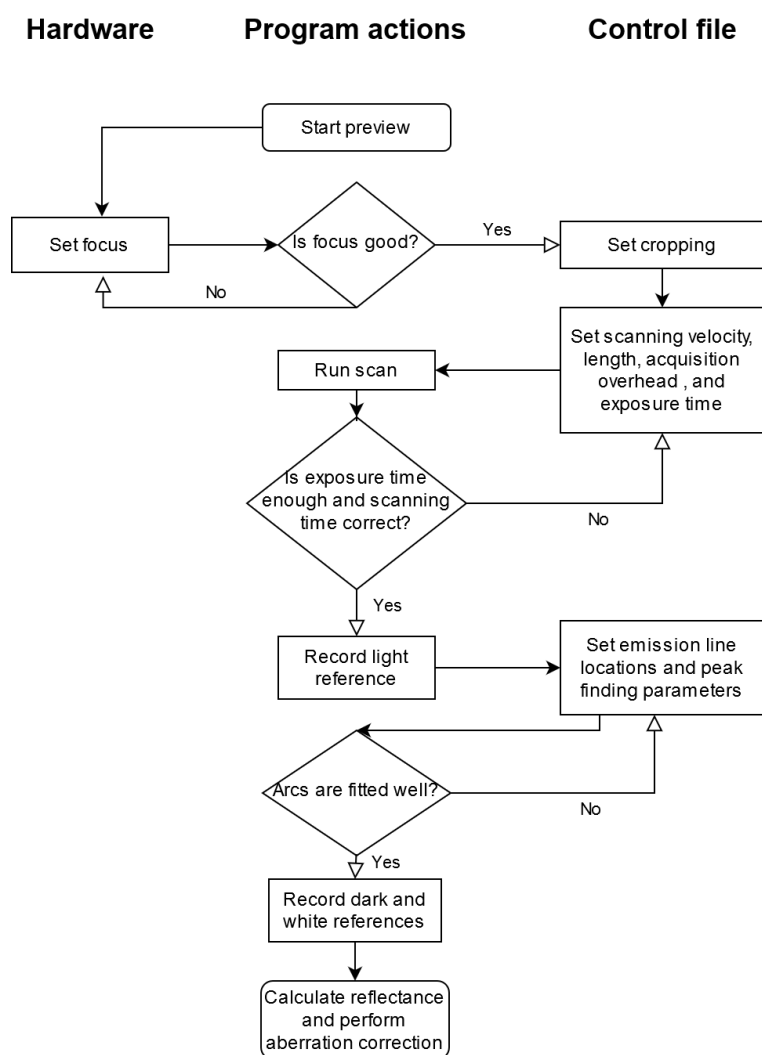 Hardware
Program actions
Control file
Start preview
Set focus
Is focus good?
Yes
Set cropping
No
Set scanning velocity,
length, acquisition
overhead , and
exposure time
Run scan
Is exposure time
enough and scanning
time correct?
No
Yes
Record light
reference
Set emission line
locations and peak
finding parameters
Arcs are fitted well?
No
Yes
Record dark and
white references
Calculate reflectance
and perform
aberration correction